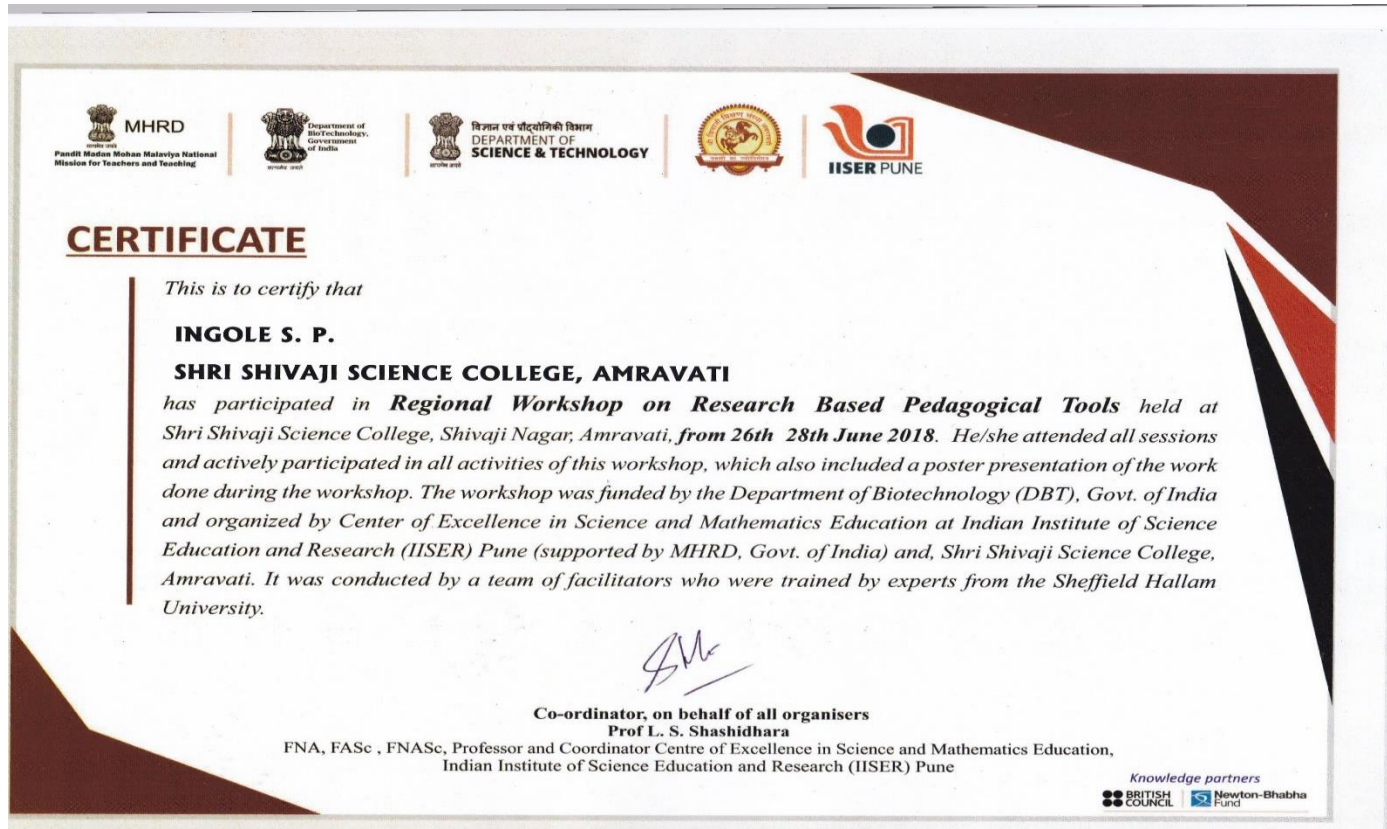 MHRD
सत्यमेव जयते
Pandit Madan Mohan Malaviya National
Mission for Teachers and Teaching
Department of
BioTechnology,
Government
of India
सत्यमेव जयते
सत्यमेव जयते
विज्ञान एवं प्रौद्योगिकी विभाग
DEPARTMENT OF
SCIENCE & TECHNOLOGY
IISER PUNE
CERTIFICATE
This is to certify that
INGOLE S. P.
SHRI SHIVAJI SCIENCE COLLEGE, AMRAVATI
has participated in Regional Workshop on Research Based Pedagogical Tools held at
Shri Shivaji Science College, Shivaji Nagar, Amravati, from 26th 28th June 2018. He/she attended all sessions
and actively participated in all activities of this workshop, which also included a poster presentation of the work
done during the workshop. The workshop was funded by the Department of Biotechnology (DBT), Govt. of India
and organized by Center of Excellence in Science and Mathematics Education at Indian Institute of Science
Education and Research (IISER) Pune (supported by MHRD, Govt. of India) and, Shri Shivaji Science College,
Amravati. It was conducted by a team of facilitators who were trained by experts from the Sheffield Hallam
University.
Co-ordinator, on behalf of all organisers
Prof L. S. Shashidhara
FNA, FASc , FNASc, Professor and Coordinator Centre of Excellence in Science and Mathematics Education,
Indian Institute of Science Education and Research (IISER) Pune
Knowledge partners
BRITISH
COUNCIL
Newton-Bhabha
Fund